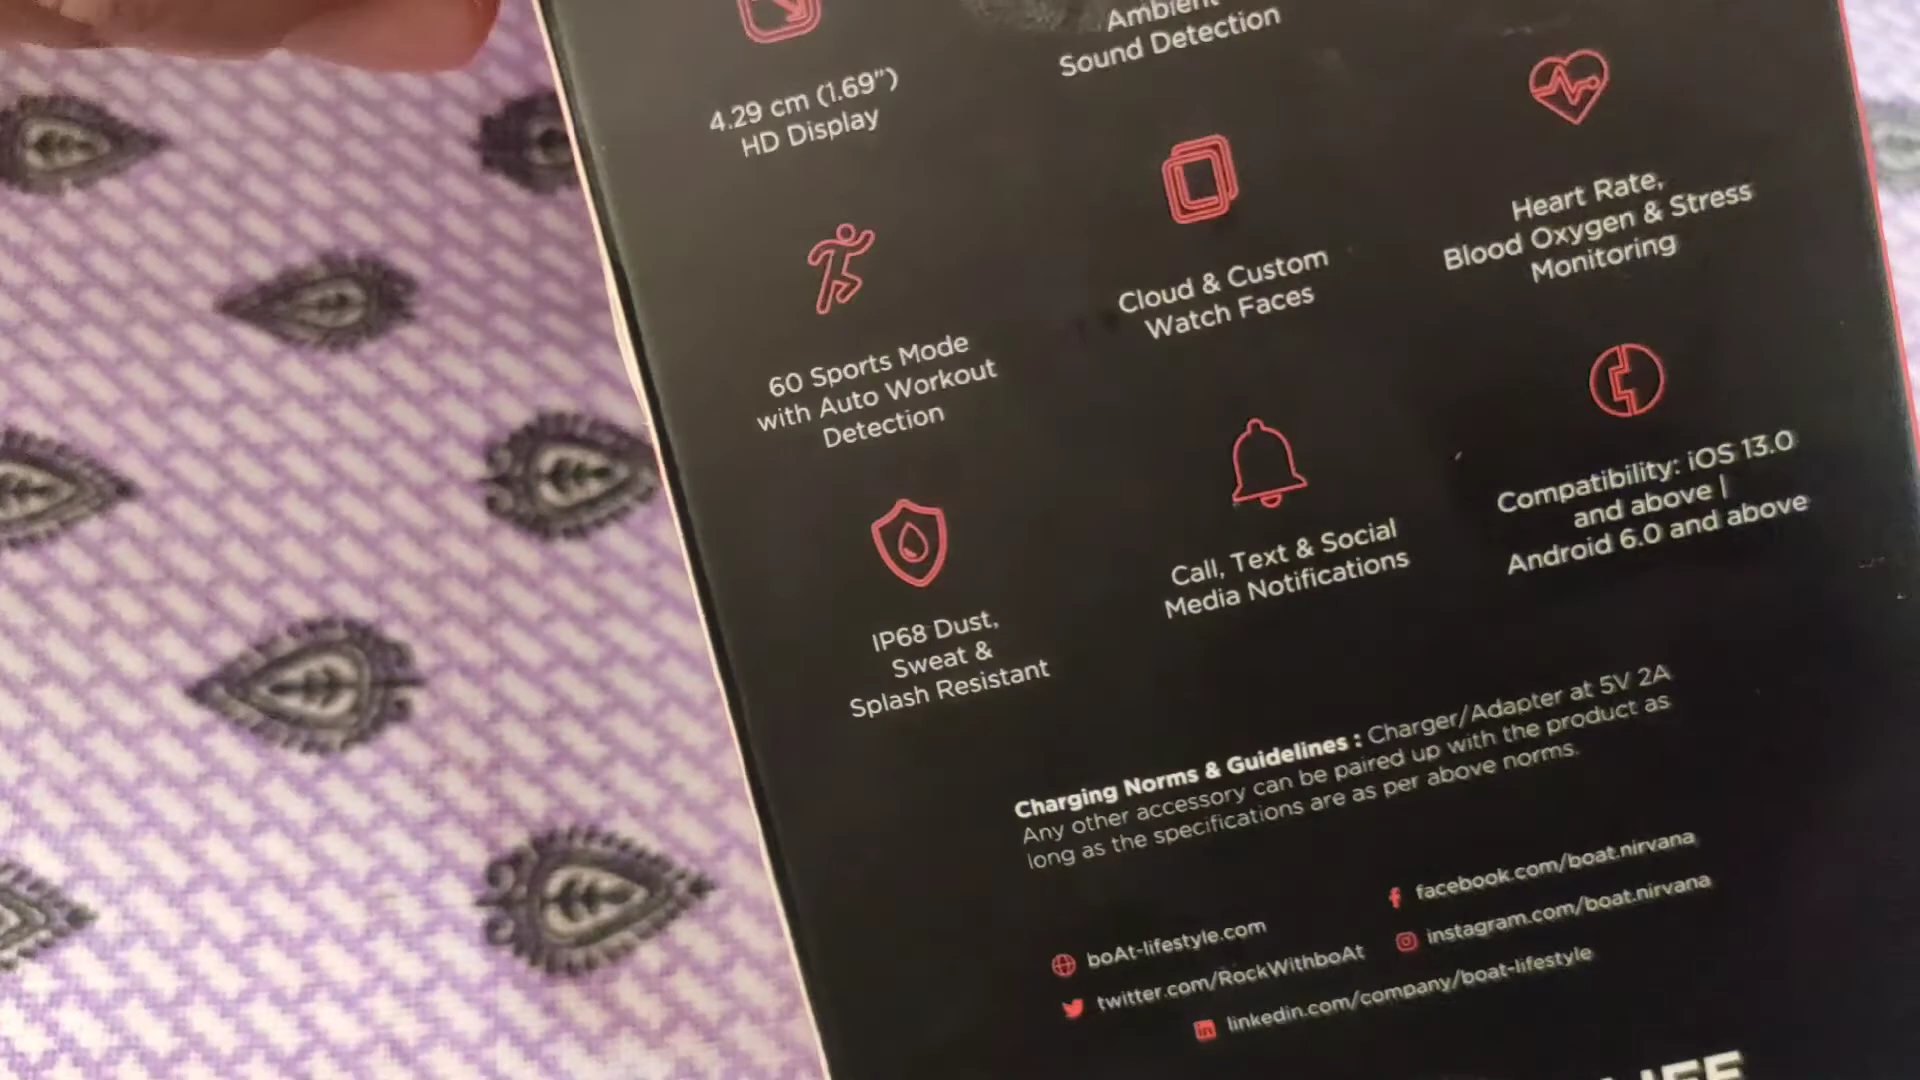 4.29 cm (1.69")
HD Display
Ambient
Sound Detection
Heart Rate,
Blood Oxygen & Stress
Monitoring
60 Sports Mode
with Auto Workout
Detection
Cloud & Custom
Watch Faces
Compatibility: iOS 13.0
and above |
Android 6.0 and above
IP68 Dust,
Sweat &
Splash Resistant
Call, Text & Social
Media Notifications
Charging Norms & Guidelines : Charger/Adapter at 5V 2A
Any other accessory can be paired up with the product as
long as the specifications are as per above norms.
facebook.com/boat.nirvana
boAt-lifestyle.com
instagram.com/boat.nirvana
twitter.com/RockWithboAt
linkedin.com/company/boat-lifestyle